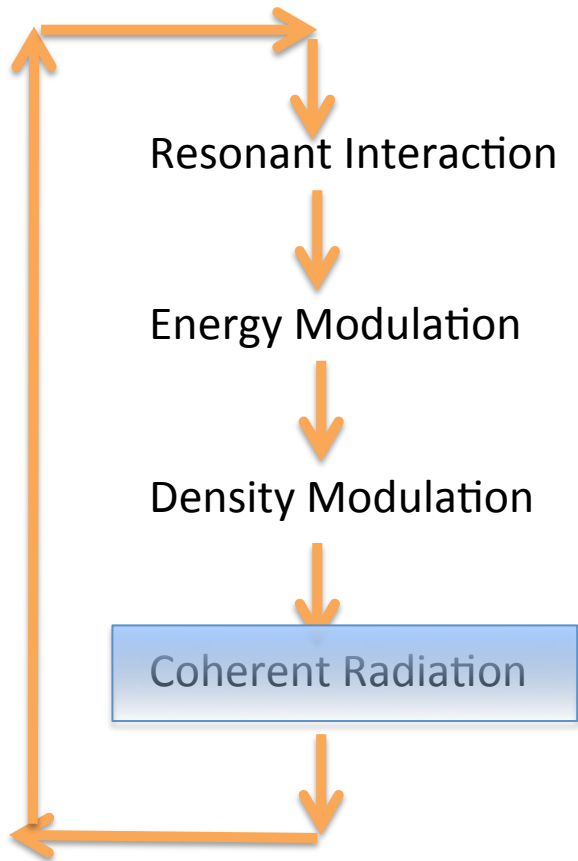 Resonant Interaction
Energy Modulation
Density Modulation
Coherent Radiation